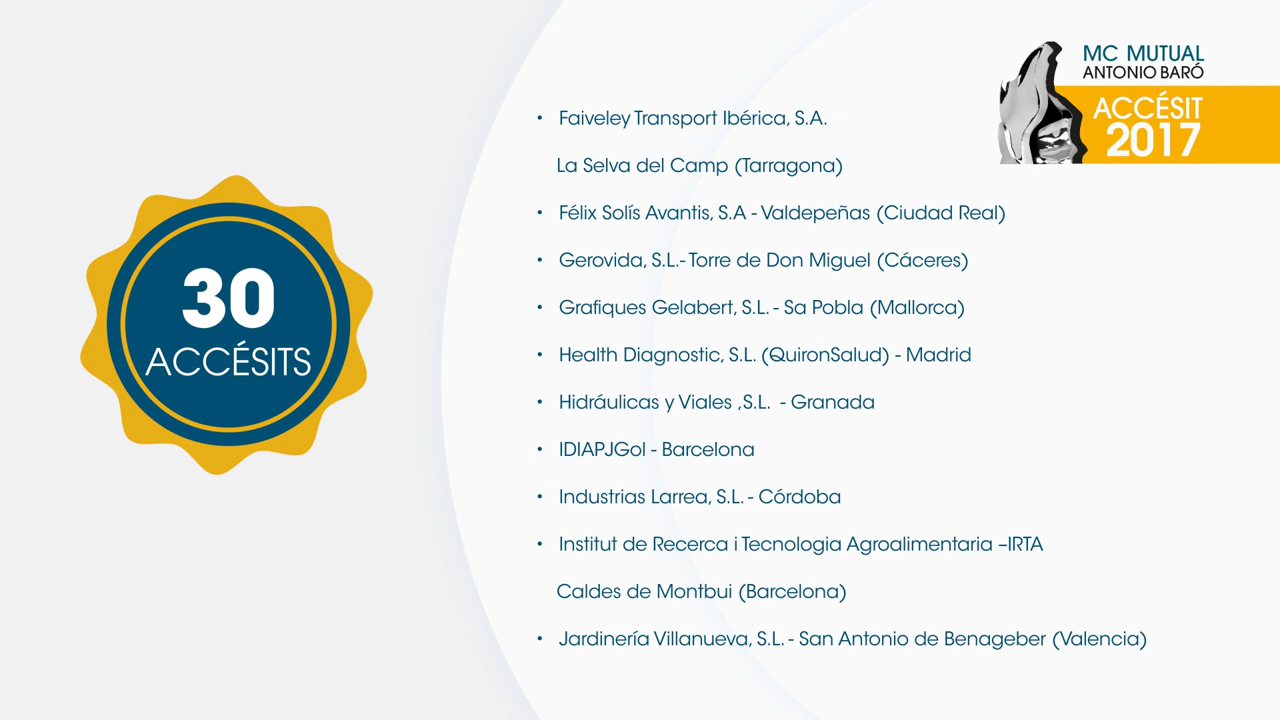 MC MUTUAL
ANTONIO BARÓ
ACCÉSIT
2017
30
ACCÉSITS
• Faiveley Transport Ibérica, S.A.
La Selva del Camp (Tarragona)
• Félix Solís Avantis, S.A - Valdepeñas (Ciudad Real)
• Gerovida, S.L.- Torre de Don Miguel (Cáceres)
• Grafiques Gelabert, S.L. - Sa Pobla (Mallorca)
• Health Diagnostic, S.L. (QuironSalud) - Madrid
• Hidráulicas y Viales ,S.L. - Granada
• IDIAPJGol - Barcelona
• Industrias Larrea, S.L. - Córdoba
• Institut de Recerca i Tecnologia Agroalimentaria –IRTA
Caldes de Montbui (Barcelona)
• Jardinería Villanueva, S.L. - San Antonio de Benageber (Valencia)